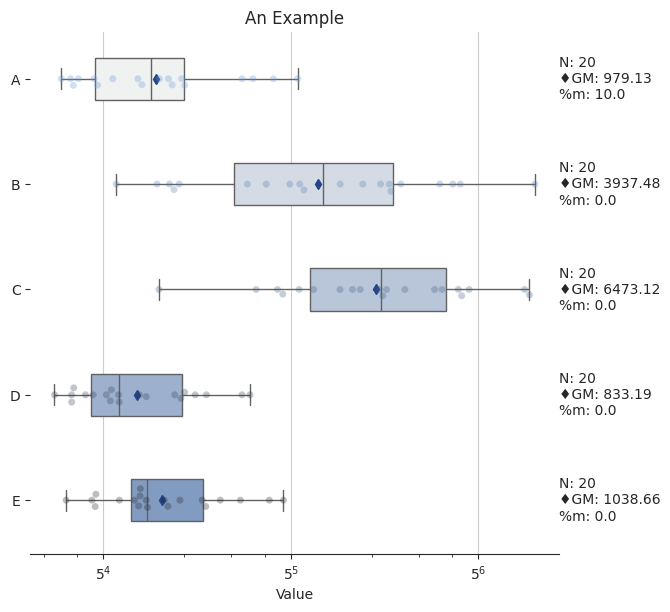 An Example
A
N: 20
♦GM: 979.13
%m: 10.0
B
N: 20
♦GM: 3937.48
%m: 0.0
C
N: 20
♦GM: 6473.12
%m: 0.0
D
N: 20
♦GM: 833.19
%m: 0.0
E
N: 20
♦GM: 1038.66
%m: 0.0
5⁴ 5⁵ 5⁶
Value